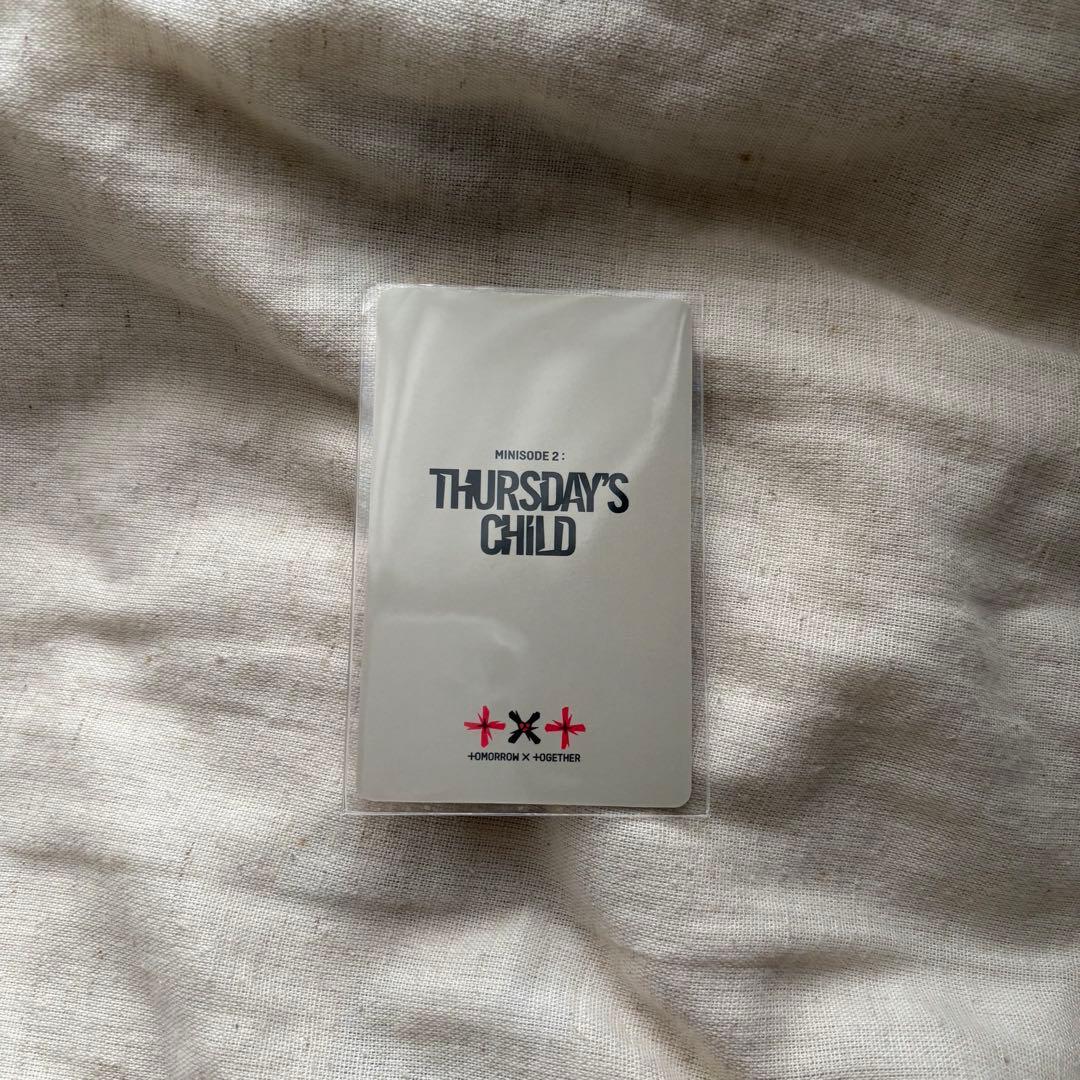 MINISODE 2 :
THURSDAY'S
CHiLD
+x+
+OMORROW X +OGETHER